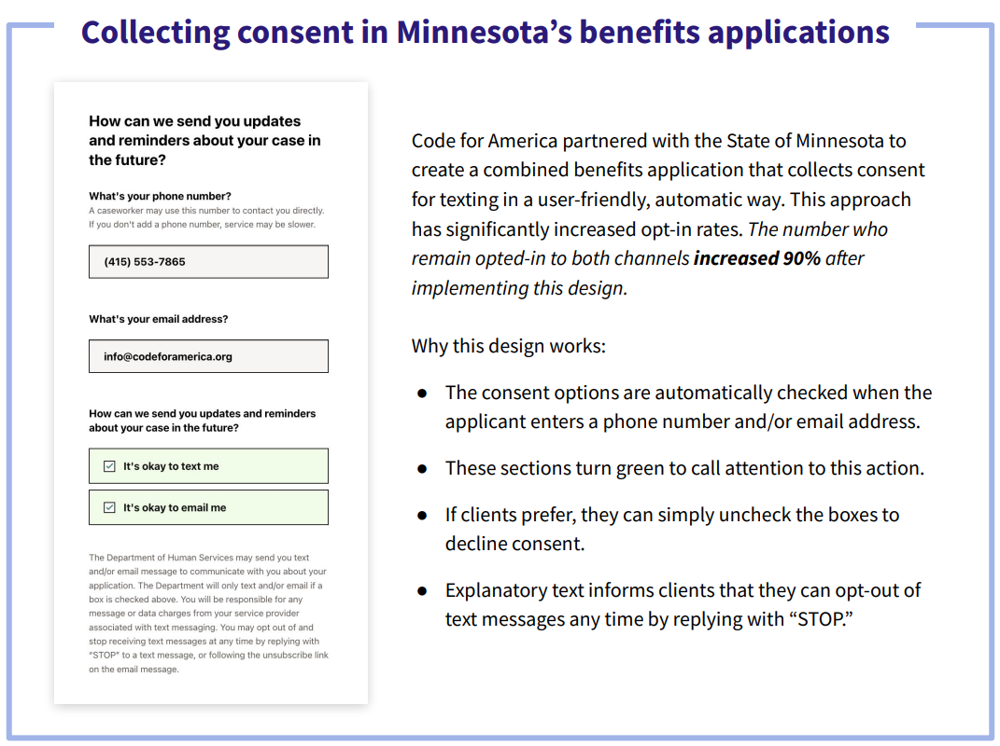 Collecting consent in Minnesota’s benefits applications
How can we send you updates
and reminders about your case in
the future?
What's your phone number?
A caseworker may use this number to contact you directly.
If you don't add a phone number, service may be slower.
(415) 553-7865
What's your email address?
info@codeforamerica.org
How can we send you updates and reminders
about your case in the future?
It's okay to text me
It's okay to email me
The Department of Human Services may send you text
and/or email message to communicate with you about your
application. The Department will only text and/or email if a
box is checked above. You will be responsible for any
message or data charges from your service provider
associated with text messaging. You may opt out of and
stop receiving text messages at any time by replying with
"STOP" to a text message, or following the unsubscribe link
on the email message.
Code for America partnered with the State of Minnesota to
create a combined benefits application that collects consent
for texting in a user-friendly, automatic way. This approach
has significantly increased opt-in rates. The number who
remain opted-in to both channels increased 90% after
implementing this design.
Why this design works:
● The consent options are automatically checked when the
applicant enters a phone number and/or email address.
● These sections turn green to call attention to this action.
● If clients prefer, they can simply uncheck the boxes to
decline consent.
● Explanatory text informs clients that they can opt-out of
text messages any time by replying with “STOP.”